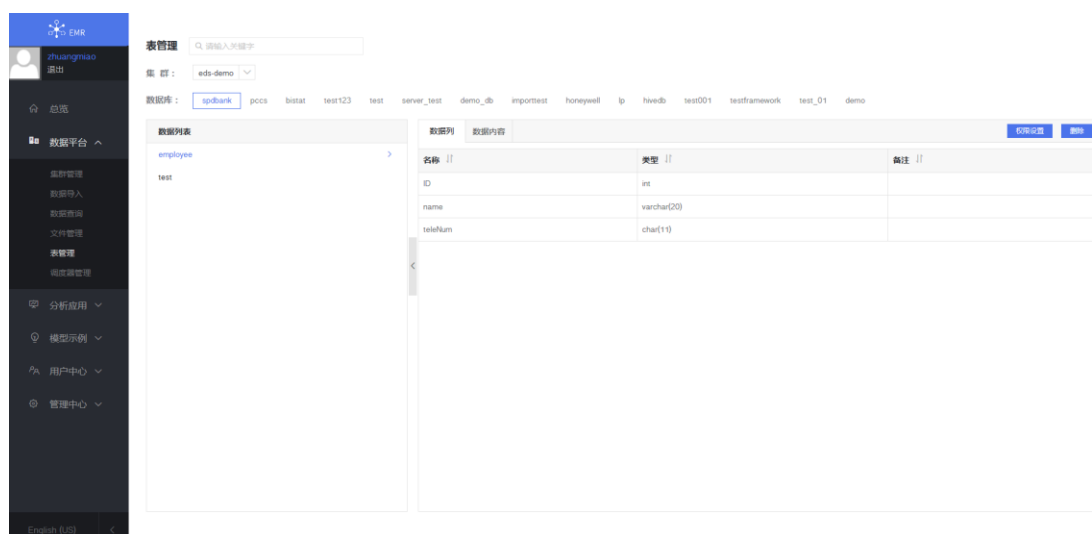 EMR
zhuangmiao
退出
总览
数据平台
集群管理
数据导入
数据查询
文件管理
表管理
调度器管理
分析应用
模型示例
用户中心
管理中心
English (US)
表管理 请输入关键字
集 群： eds-demo
数据库： spdbank pccs bistat test123 test server_test demo_db importtest honeywell lp hivedb test001 testframework test_01 demo
数据列表
employee
test
数据列 数据内容 权限设置 删除
名称 类型 备注
ID int
name varchar(20)
teleNum char(11)